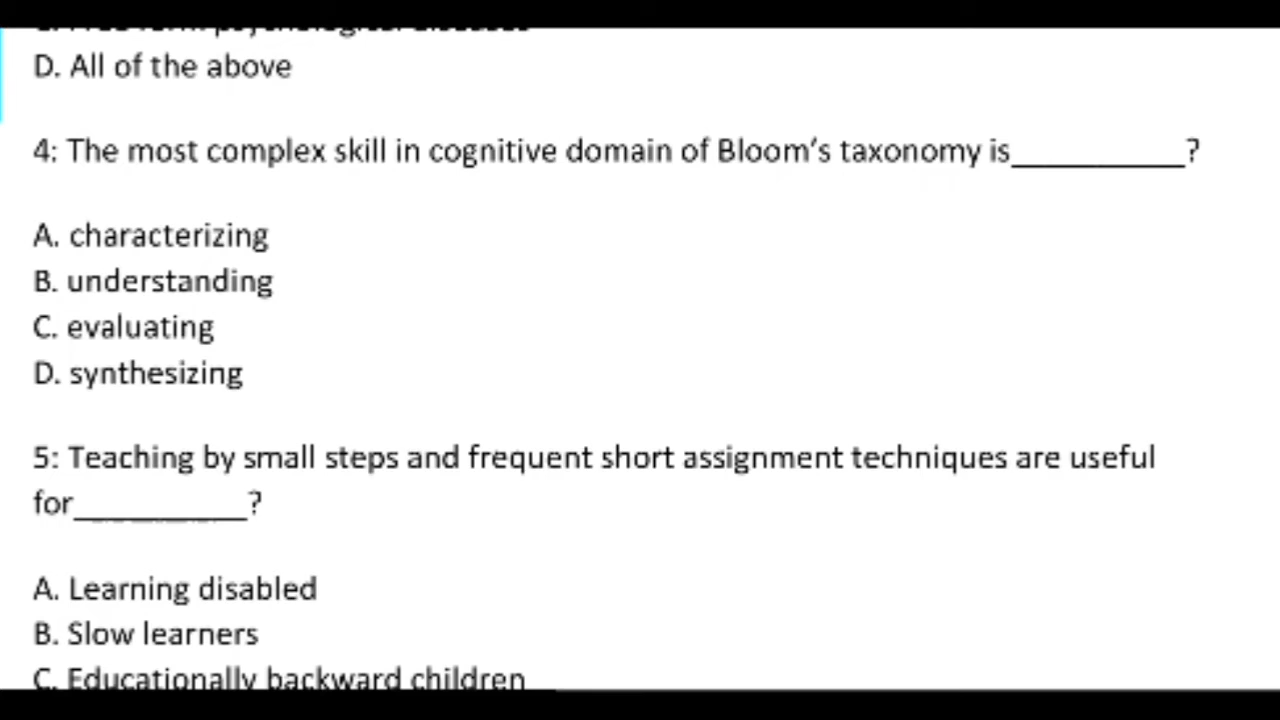 D. All of the above
4: The most complex skill in cognitive domain of Bloom’s taxonomy is__________?
A. characterizing
B. understanding
C. evaluating
D. synthesizing
5: Teaching by small steps and frequent short assignment techniques are useful
for__________?
A. Learning disabled
B. Slow learners
C. Educationally backward children